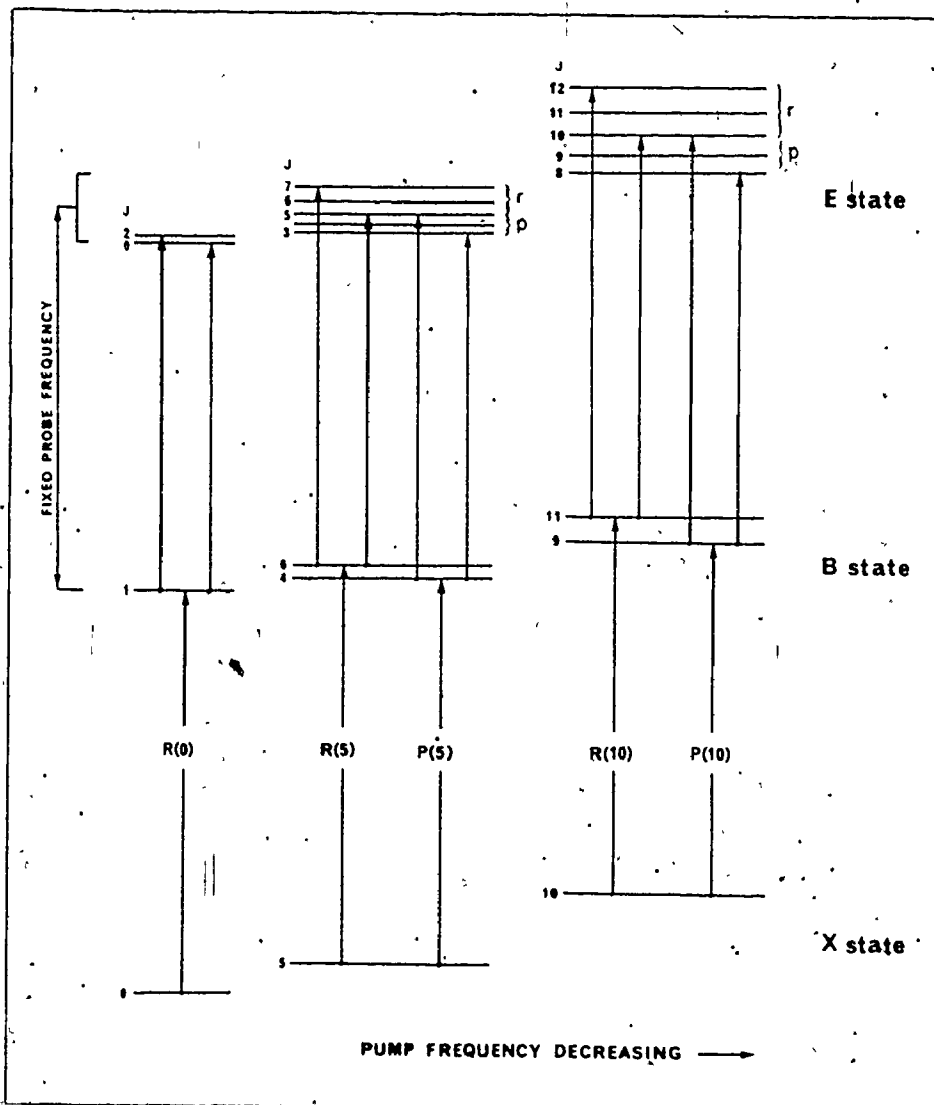 J
12
11
10
9
8
r
p
E state
J
7
6
5
3
r
p
J
2
0
FIXED PROBE FREQUENCY
11
9
B state
6
4
1
R(0)
R(5)
P(5)
R(10)
P(10)
10
X state
5
0
PUMP FREQUENCY DECREASING